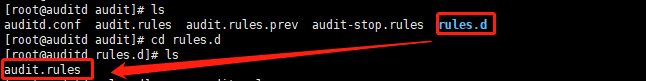 [root@auditd audit]# ls
auditd.conf audit.rules audit.rules.prev audit-stop.rules rules.d
[root@auditd audit]# cd rules.d
[root@auditd rules.d]# ls
audit.rules